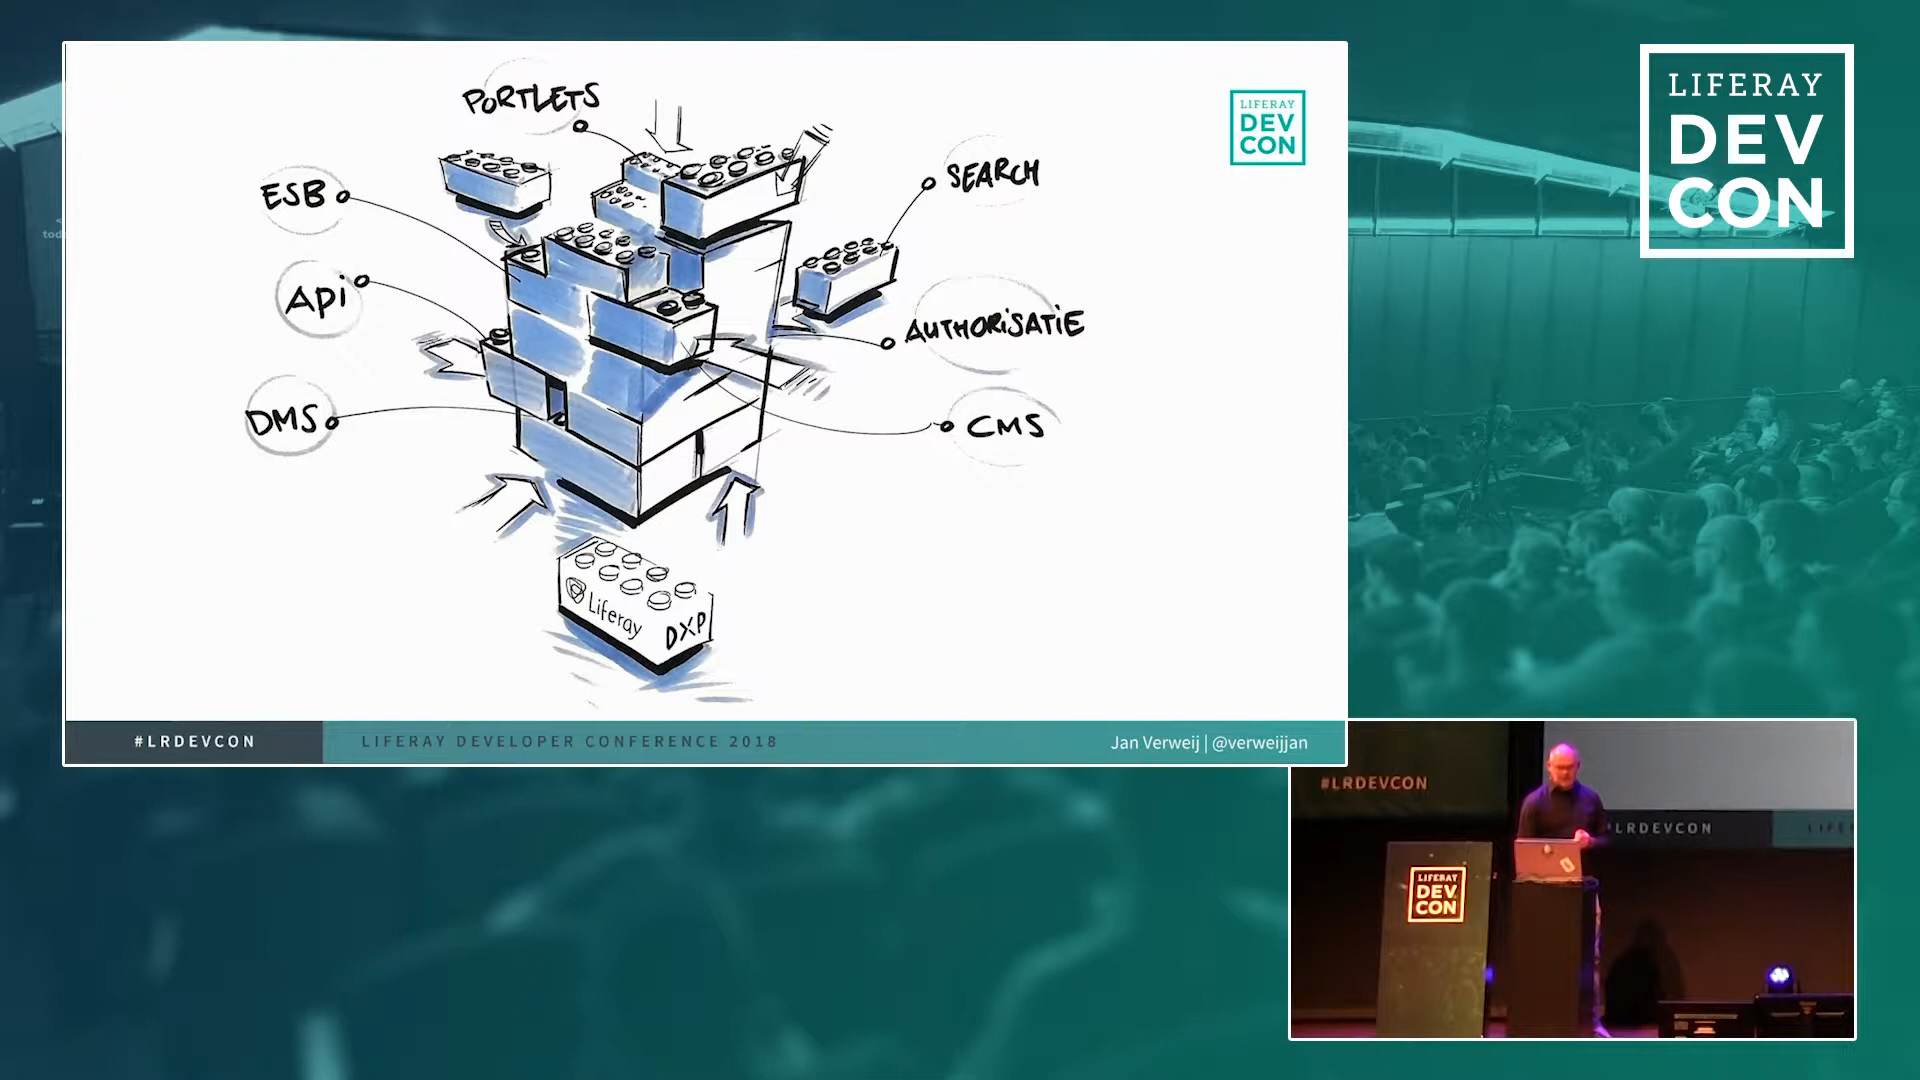 PORTLETS
ESB
Api
DMS
SEARCH
AUTHORISATIE
CMS
Liferay
DXP
LIFERAY
DEV
CON
#LRDEVCON
LIFERAY DEVELOPER CONFERENCE 2018
Jan Verweij | @verweijjan
LIFERAY
DEV
CON
#LRDEVCON
LRDEVCON
LIFERAY
DEV
CON